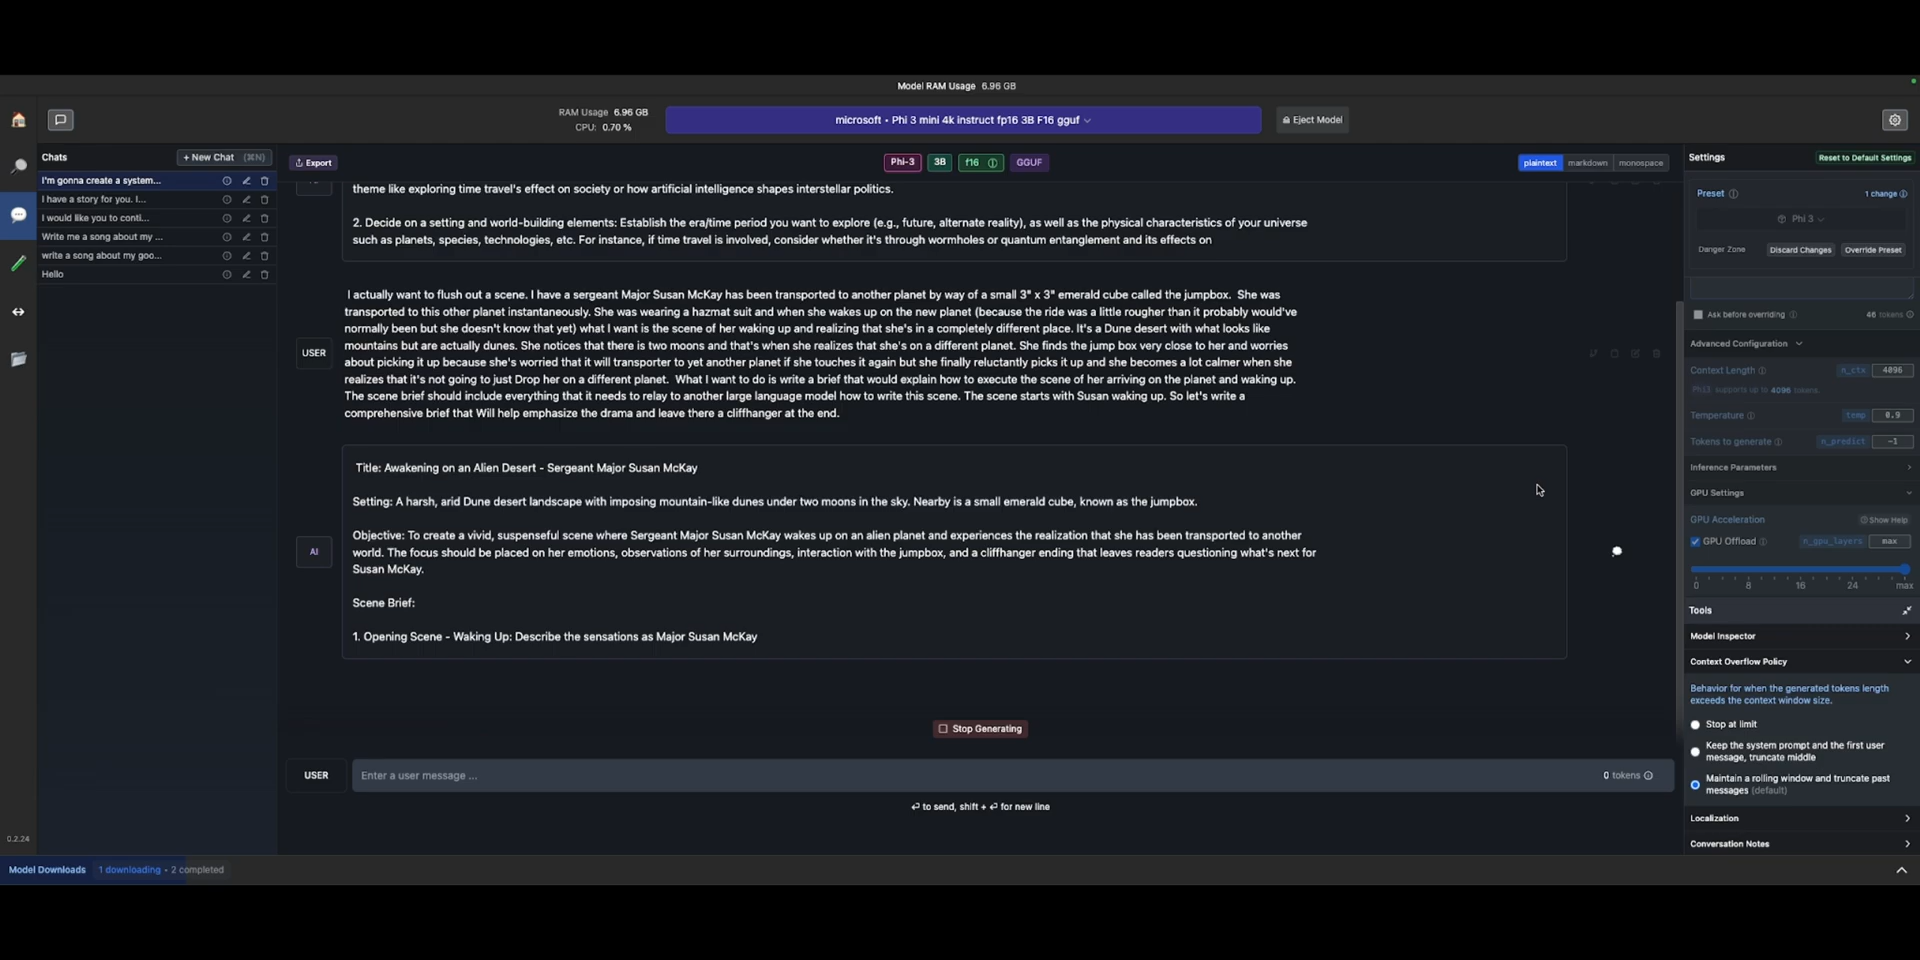 Model RAM Usage 6.96 GB
RAM Usage 6.96 GB
CPU: 0.70 %
microsoft • Phi 3 mini 4k instruct fp16 3B F16 gguf
Eject Model
Chats
+ New Chat (⌘N)
I'm gonna create a system...
I have a story for you. I...
I would like you to conti...
Write me a song about my ...
write a song about my goo...
Hello
Export
Phi-3
3B
f16
GGUF
plaintext
markdown
monospace
theme like exploring time travel's effect on society or how artificial intelligence shapes interstellar politics.
2. Decide on a setting and world-building elements: Establish the era/time period you want to explore (e.g., future, alternate reality), as well as the physical characteristics of your universe
such as planets, species, technologies, etc. For instance, if time travel is involved, consider whether it's through wormholes or quantum entanglement and its effects on
USER
I actually want to flush out a scene. I have a sergeant Major Susan McKay has been transported to another planet by way of a small 3" x 3" emerald cube called the jumpbox. She was
transported to this other planet instantaneously. She was wearing a hazmat suit and when she wakes up on the new planet (because the ride was a little rougher than it probably would've
normally been but she doesn't know that yet) what I want is the scene of her waking up and realizing that she's in a completely different place. It's a Dune desert with what looks like
mountains but are actually dunes. She notices that there is two moons and that's when she realizes that she's on a different planet. She finds the jump box very close to her and worries
about picking it up because she's worried that it will transporter to yet another planet if she touches it again but she finally reluctantly picks it up and she becomes a lot calmer when she
realizes that it's not going to just Drop her on a different planet. What I want to do is write a brief that would explain how to execute the scene of her arriving on the planet and waking up.
The scene brief should include everything that it needs to relay to another large language model how to write this scene. The scene starts with Susan waking up. So let's write a
comprehensive brief that Will help emphasize the drama and leave there a cliffhanger at the end.
AI
Title: Awakening on an Alien Desert - Sergeant Major Susan McKay
Setting: A harsh, arid Dune desert landscape with imposing mountain-like dunes under two moons in the sky. Nearby is a small emerald cube, known as the jumpbox.
Objective: To create a vivid, suspenseful scene where Sergeant Major Susan McKay wakes up on an alien planet and experiences the realization that she has been transported to another
world. The focus should be placed on her emotions, observations of her surroundings, interaction with the jumpbox, and a cliffhanger ending that leaves readers questioning what's next for
Susan McKay.
Scene Brief:
1. Opening Scene - Waking Up: Describe the sensations as Major Susan McKay
Stop Generating
USER
Enter a user message ...
0 tokens
⏎ to send, shift + ⏎ for new line
0.2.24
Model Downloads
1 downloading • 2 completed
Settings
Reset to Default Settings
Preset
1 change
Phi 3
Danger Zone
Discard Changes
Override Preset
Ask before overriding
46 tokens
Advanced Configuration
Context Length
n_ctx
4096
Phi3 supports up to 4096 tokens.
Temperature
temp
0.9
Tokens to generate
n_predict
-1
Inference Parameters
GPU Settings
GPU Acceleration
Show Help
GPU Offload
n_gpu_layers
max
0 8 16 24 max
Tools
Model Inspector
Context Overflow Policy
Behavior for when the generated tokens length
exceeds the context window size.
Stop at limit
Keep the system prompt and the first user
message, truncate middle
Maintain a rolling window and truncate past
messages (default)
Localization
Conversation Notes